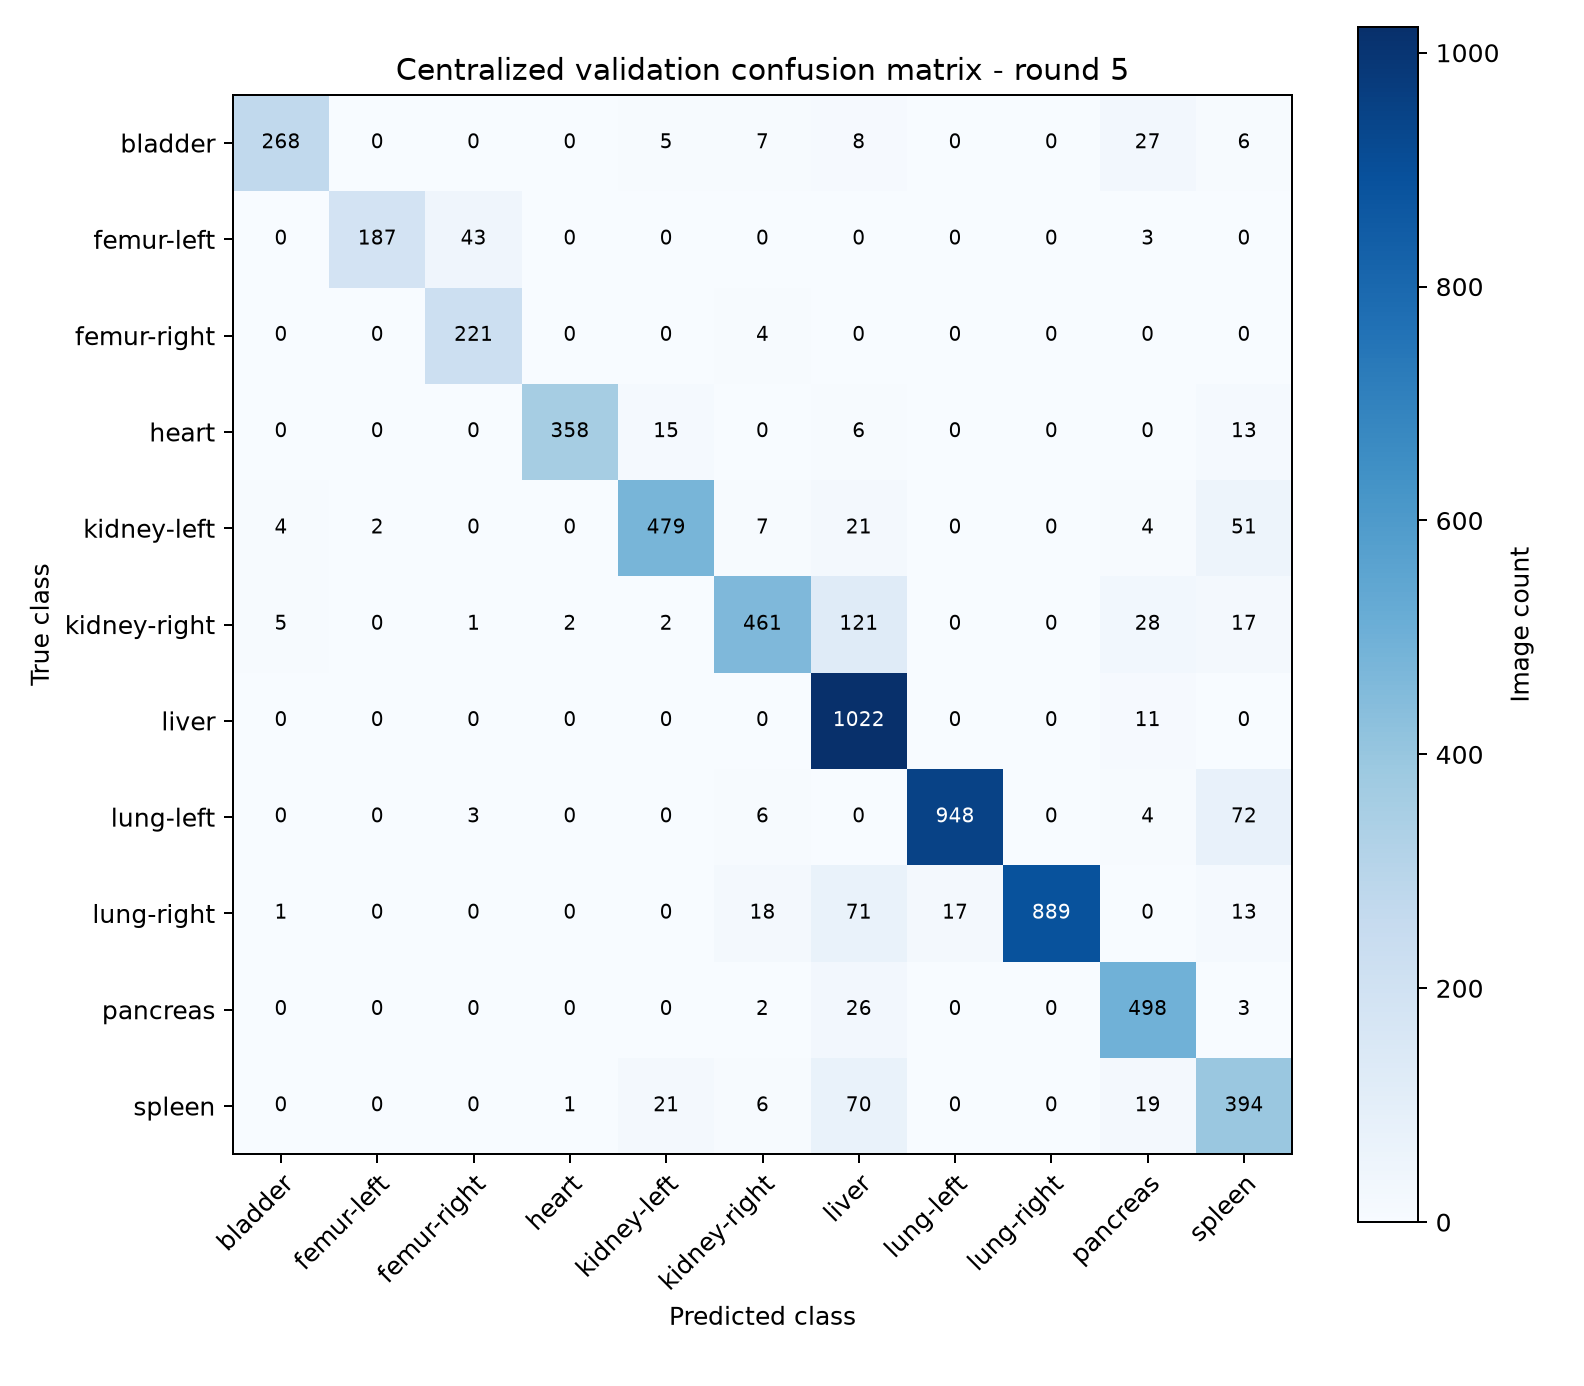 Centralized validation confusion matrix - round 5
bladder 268 0 0 0 5 7 8 0 0 27 6
femur-left 0 187 43 0 0 0 0 0 0 3 0
femur-right 0 0 221 0 0 4 0 0 0 0 0
heart 0 0 0 358 15 0 6 0 0 0 13
kidney-left 4 2 0 0 479 7 21 0 0 4 51
kidney-right 5 0 1 2 2 461 121 0 0 28 17
liver 0 0 0 0 0 0 1022 0 0 11 0
lung-left 0 0 3 0 0 6 0 948 0 4 72
lung-right 1 0 0 0 0 18 71 17 889 0 13
pancreas 0 0 0 0 0 2 26 0 0 498 3
spleen 0 0 0 1 21 6 70 0 0 19 394
bladder femur-left femur-right heart kidney-left kidney-right liver lung-left lung-right pancreas spleen
Predicted class
True class
1000
800
600
400
200
0
Image count